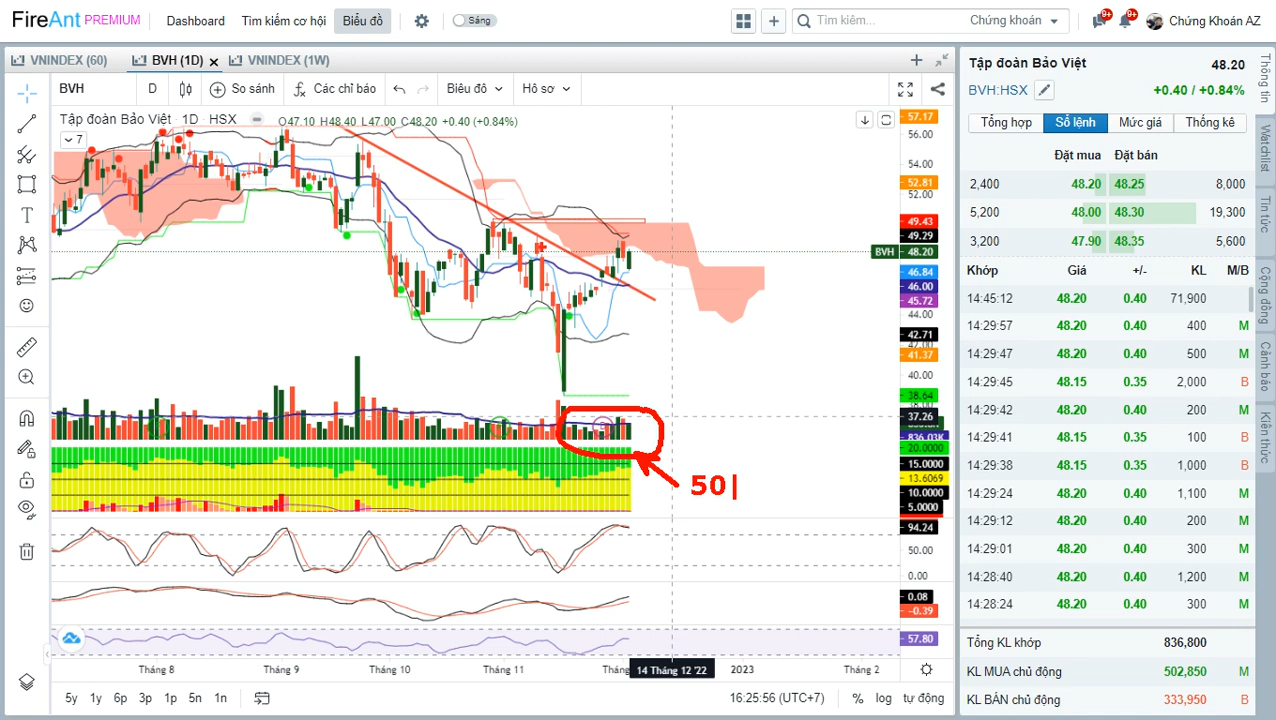 FireAnt PREMIUM Dashboard Tìm kiếm cơ hội Biểu đồ Sáng Tìm kiếm... Chứng khoán 9+ 9+ Chứng Khoán AZ
VNINDEX (60) BVH (1D) VNINDEX (1W)
BVH D So sánh Các chỉ báo Biểu đồ Hồ sơ
Tập đoàn Bảo Việt 1D HSX O47.10 H48.40 L47.00 C48.20 +0.40 (+0.84%)
7
57.17
56.00
54.00
52.81
52.00
49.43
49.29
BVH 48.20
46.84
46.00
45.72
44.00
42.71
42.00
41.37
40.00
38.64
37.26
836.03K
20.0000
15.0000
13.6069
10.0000
5.0000
50
94.24
50.00
0.00
0.08
-0.39
57.80
Tháng 8 Tháng 9 Tháng 10 Tháng 11 Tháng 14 Tháng 12 '22 2023 Tháng 2
5y 1y 6p 3p 1p 5n 1n 16:25:56 (UTC+7) % log tự động
Tập đoàn Bảo Việt 48.20
BVH:HSX +0.40 / +0.84%
Tổng hợp Sổ lệnh Mức giá Thống kê
Đặt mua Đặt bán
2,400 48.20 48.25 8,000
5,200 48.00 48.30 19,300
3,200 47.90 48.35 5,600
Khớp Giá +/- KL M/B
14:45:12 48.20 0.40 71,900
14:29:57 48.20 0.40 400 M
14:29:47 48.20 0.40 500 M
14:29:45 48.15 0.35 2,000 B
14:29:42 48.20 0.40 200 M
14:29:41 48.15 0.35 100 B
14:29:38 48.15 0.35 1,000 B
14:29:24 48.20 0.40 1,100 M
14:29:12 48.20 0.40 200 M
14:29:01 48.20 0.40 300 M
14:28:40 48.20 0.40 1,200 M
14:28:24 48.20 0.40 300 M
Tổng KL khớp 836,800
KL MUA chủ động 502,850 M
KL BÁN chủ động 333,950 B
Thông tin
Watchlist
Tin tức
Cộng đồng
Cảnh báo
Kiến thức